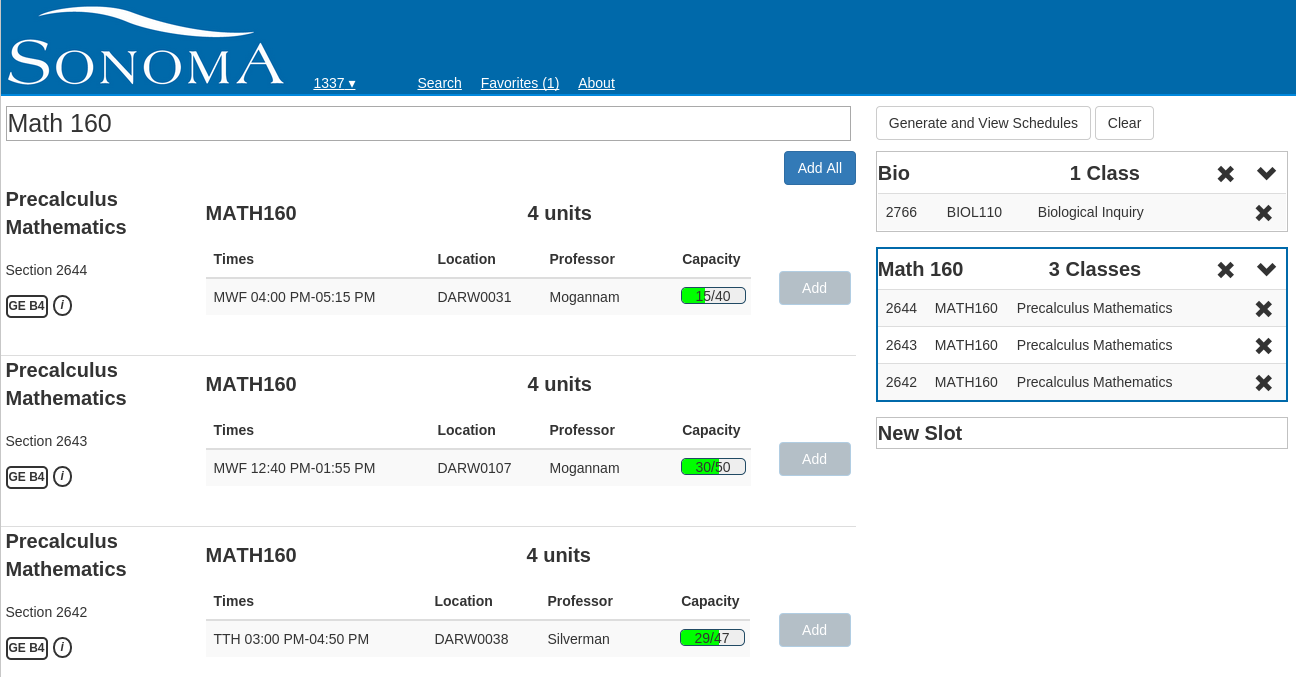 SONOMA
1337 ▾ Search Favorites (1) About
Math 160
Add All
Precalculus
Mathematics
MATH160 4 units
Section 2644
GE B4 i
Times Location Professor Capacity
MWF 04:00 PM-05:15 PM DARW0031 Mogannam 15/40
Add
Precalculus
Mathematics
MATH160 4 units
Section 2643
GE B4 i
Times Location Professor Capacity
MWF 12:40 PM-01:55 PM DARW0107 Mogannam 30/50
Add
Precalculus
Mathematics
MATH160 4 units
Section 2642
GE B4 i
Times Location Professor Capacity
TTH 03:00 PM-04:50 PM DARW0038 Silverman 29/47
Add
Generate and View Schedules Clear
Bio 1 Class
2766 BIOL110 Biological Inquiry
Math 160 3 Classes
2644 MATH160 Precalculus Mathematics
2643 MATH160 Precalculus Mathematics
2642 MATH160 Precalculus Mathematics
New Slot